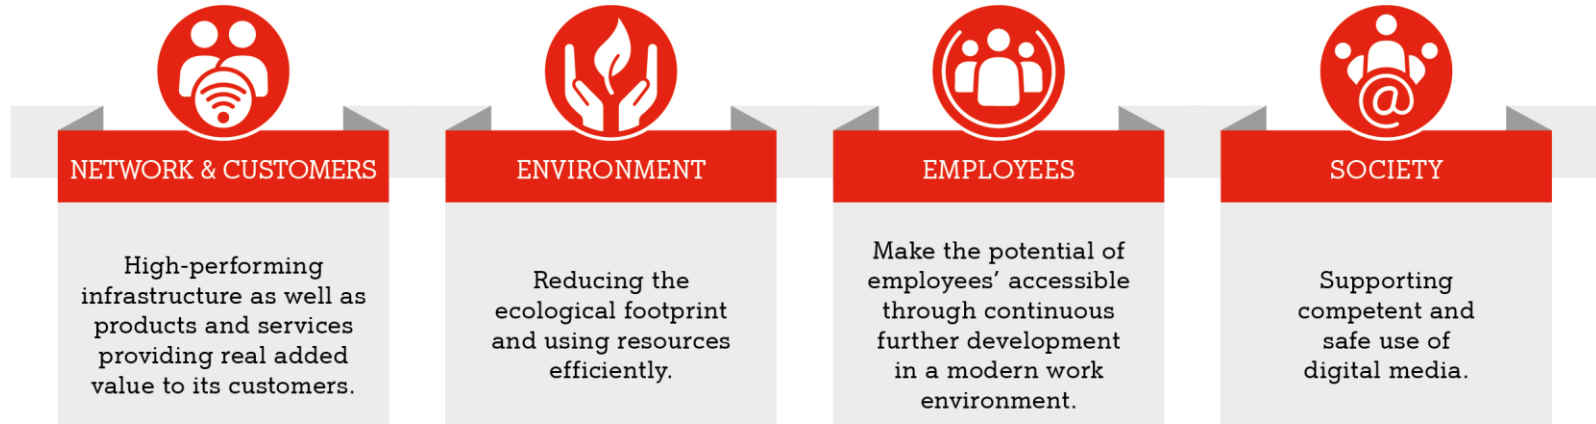 NETWORK & CUSTOMERS
High-performing
infrastructure as well as
products and services
providing real added
value to its customers.
ENVIRONMENT
Reducing the
ecological footprint
and using resources
efficiently.
EMPLOYEES
Make the potential of
employees’ accessible
through continuous
further development
in a modern work
environment.
SOCIETY
@
Supporting
competent and
safe use of
digital media.